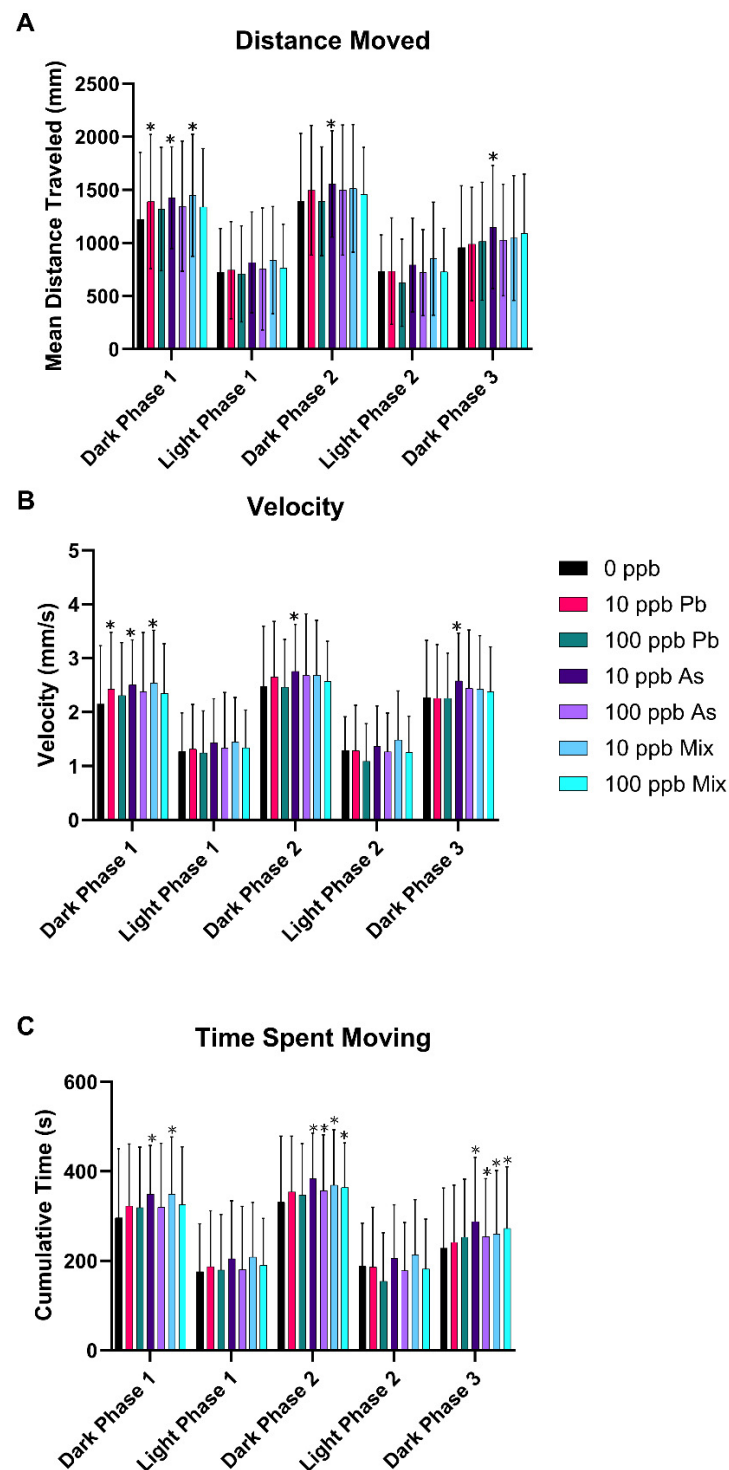 A
Distance Moved
Mean Distance Traveled (mm)
2500
2000
1500
1000
500
0
* * *
*
*
Dark Phase 1
Light Phase 1
Dark Phase 2
Light Phase 2
Dark Phase 3
B
Velocity
Velocity (mm/s)
5
4
3
2
1
0
* * *
*
*
Dark Phase 1
Light Phase 1
Dark Phase 2
Light Phase 2
Dark Phase 3
0 ppb
10 ppb Pb
100 ppb Pb
10 ppb As
100 ppb As
10 ppb Mix
100 ppb Mix
C
Time Spent Moving
Cumulative Time (s)
600
400
200
0
* *
* * * *
* * * *
Dark Phase 1
Light Phase 1
Dark Phase 2
Light Phase 2
Dark Phase 3